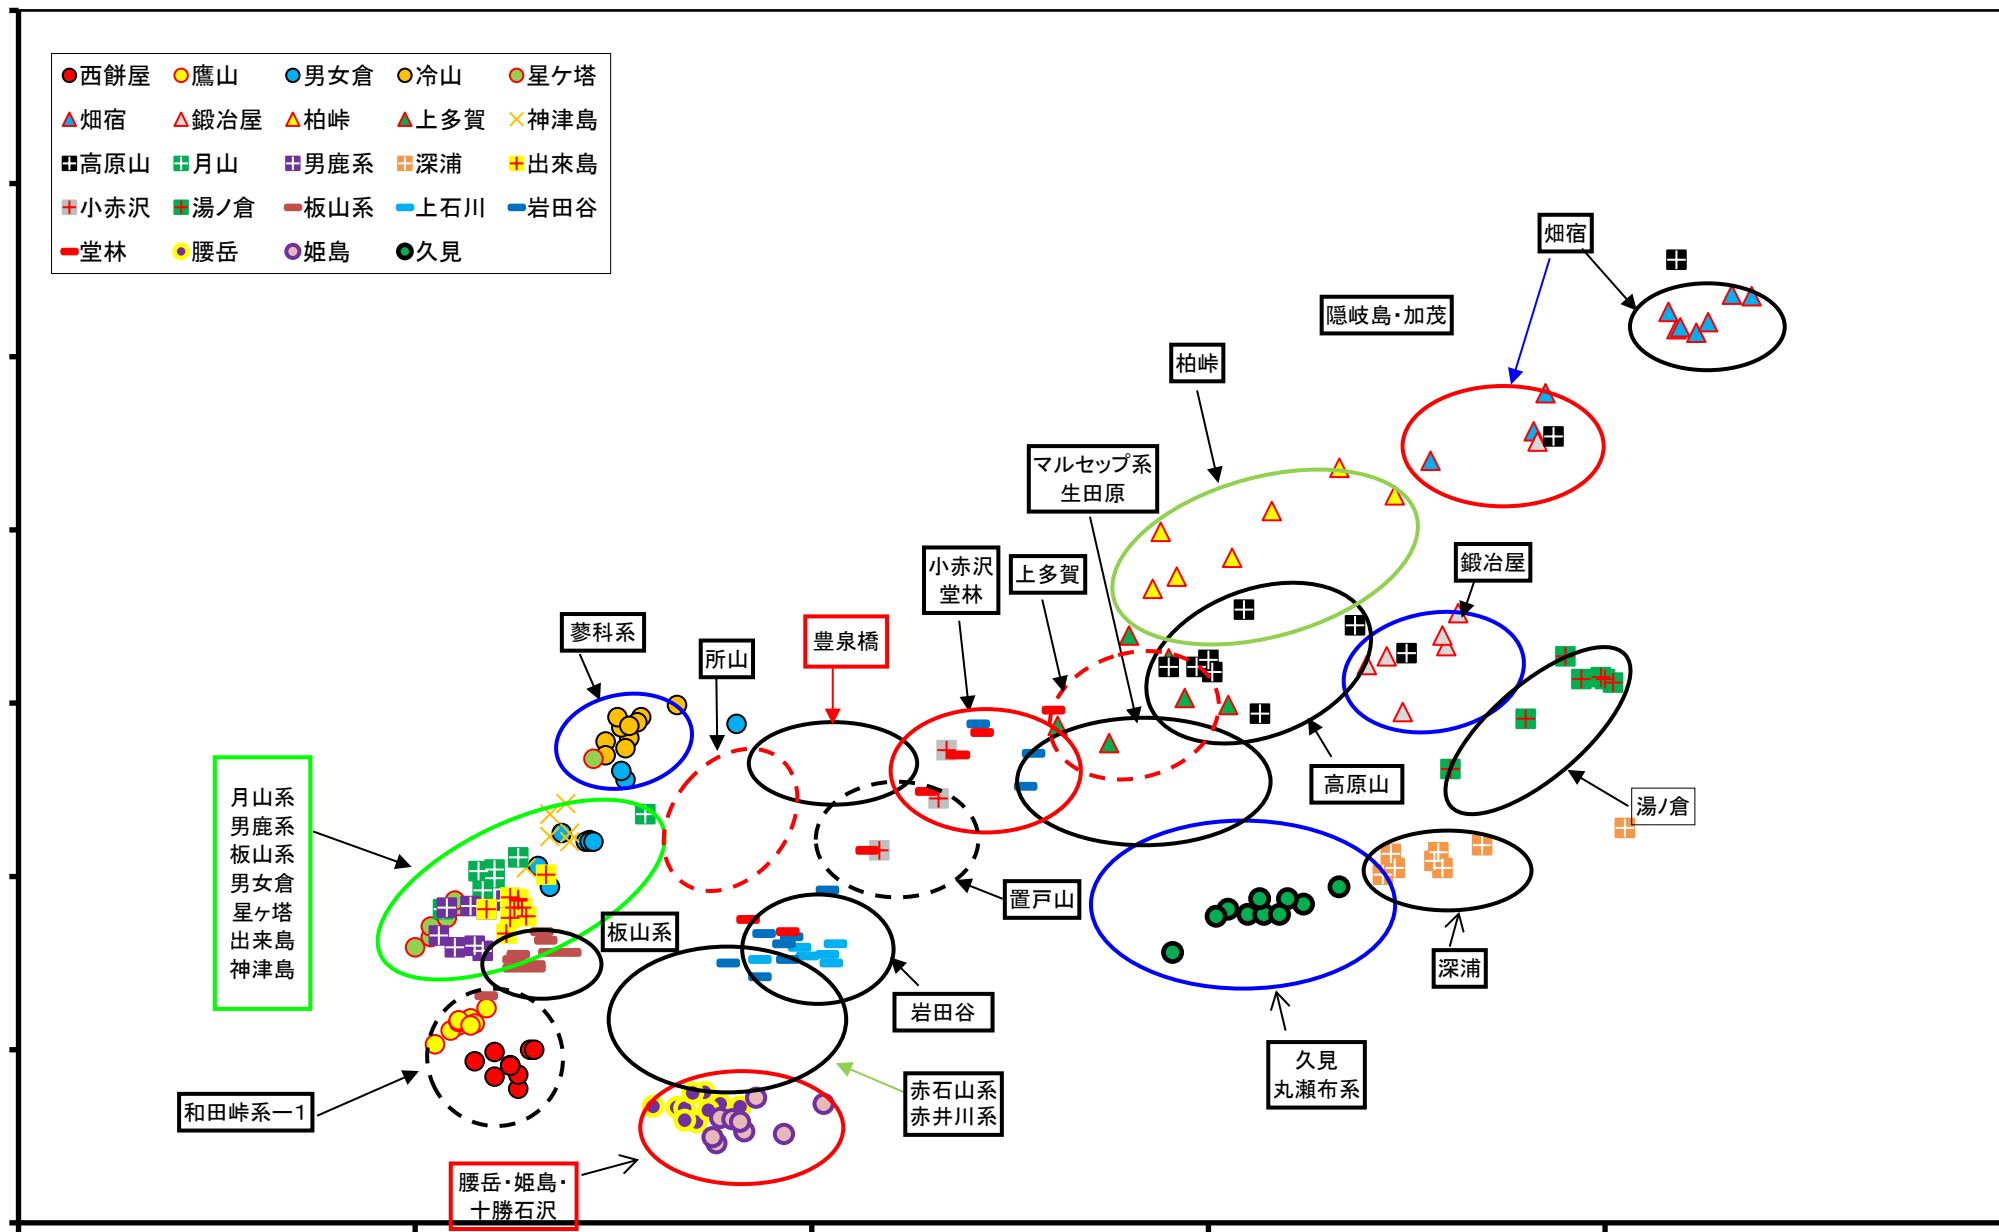 西餅屋 鷹山 男女倉 冷山 星ケ塔
畑宿 鍛冶屋 柏峠 上多賀 神津島
高原山 月山 男鹿系 深浦 出來島
小赤沢 湯ノ倉 板山系 上石川 岩田谷
堂林 腰岳 姫島 久見
畑宿
隠岐島・加茂
柏峠
マルセップ系
生田原
小赤沢
堂林
上多賀
鍛冶屋
蓼科系
所山
豊泉橋
高原山
湯ノ倉
月山系
男鹿系
板山系
男女倉
星ヶ塔
出来島
神津島
板山系
置戸山
深浦
岩田谷
久見
丸瀬布系
赤石山系
赤井川系
和田峠系一1
腰岳・姫島・
十勝石沢